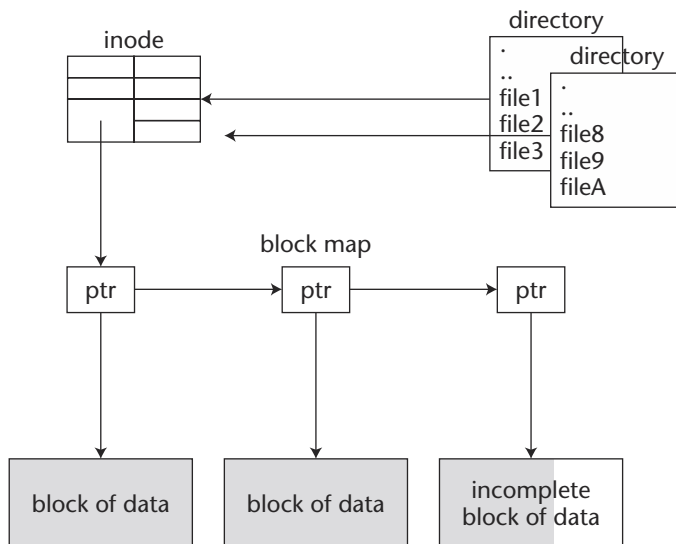 inode
directory
.
..
file1
file2
file3
directory
.
..
file8
file9
fileA
block map
ptr
ptr
ptr
block of data
block of data
incomplete
block of data